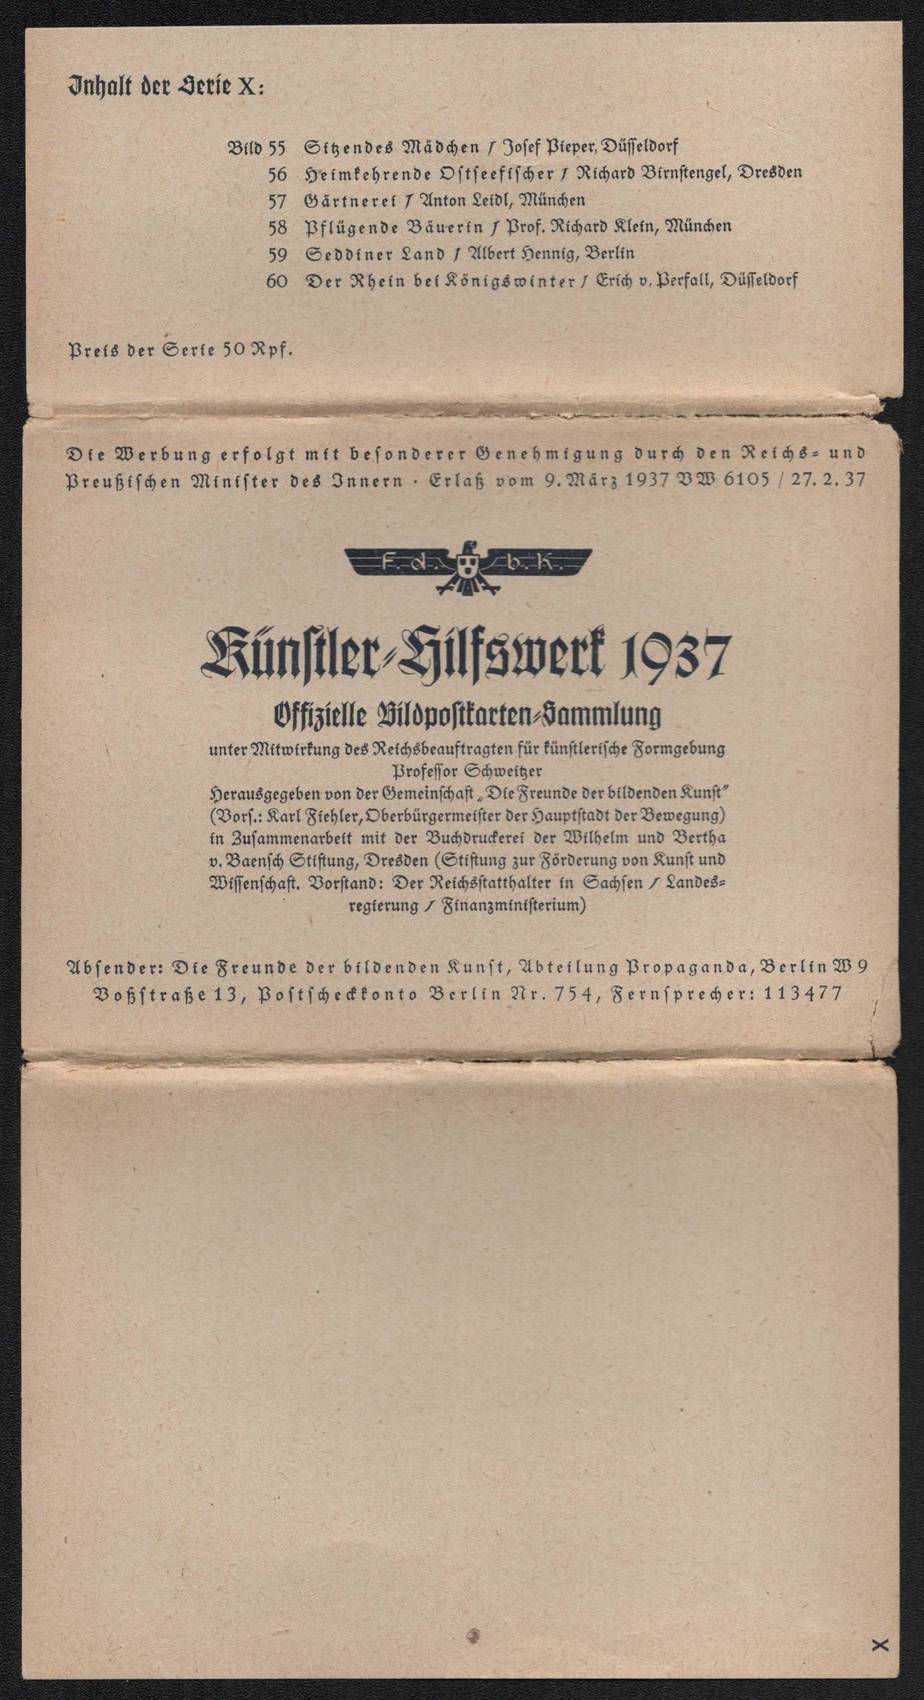 Inhalt der Serie X:
Bild 55 Sitzendes Mädchen / Josef Pieper, Düsseldorf
56 Heimkehrende Ostseefischer / Richard Birnstengel, Dresden
57 Gärtnerei / Anton Leidl, München
58 Pflügende Bäuerin / Prof. Richard Klein, München
59 Seddiner Land / Albert Hennig, Berlin
60 Der Rhein bei Königswinter / Erich v. Perfall, Düsseldorf
Preis der Serie 50 Rpf.
Die Werbung erfolgt mit besonderer Genehmigung durch den Reichs- und
Preußischen Minister des Innern · Erlaß vom 9. März 1937 VW 6105 / 27. 2. 37
F. d. b. K.
Künstler-Hilfswerk 1937
Offizielle Bildpostkarten-Sammlung
unter Mitwirkung des Reichsbeauftragten für künstlerische Formgebung
Professor Schweitzer
Herausgegeben von der Gemeinschaft „Die Freunde der bildenden Kunst"
(Vors.: Karl Fiehler, Oberbürgermeister der Hauptstadt der Bewegung)
in Zusammenarbeit mit der Buchdruckerei der Wilhelm und Bertha
v. Baensch Stiftung, Dresden (Stiftung zur Förderung von Kunst und
Wissenschaft. Vorstand: Der Reichsstatthalter in Sachsen / Landes-
regierung / Finanzministerium)
Absender: Die Freunde der bildenden Kunst, Abteilung Propaganda, Berlin W 9
Voßstraße 13, Postscheckkonto Berlin Nr. 754, Fernsprecher: 113477
X